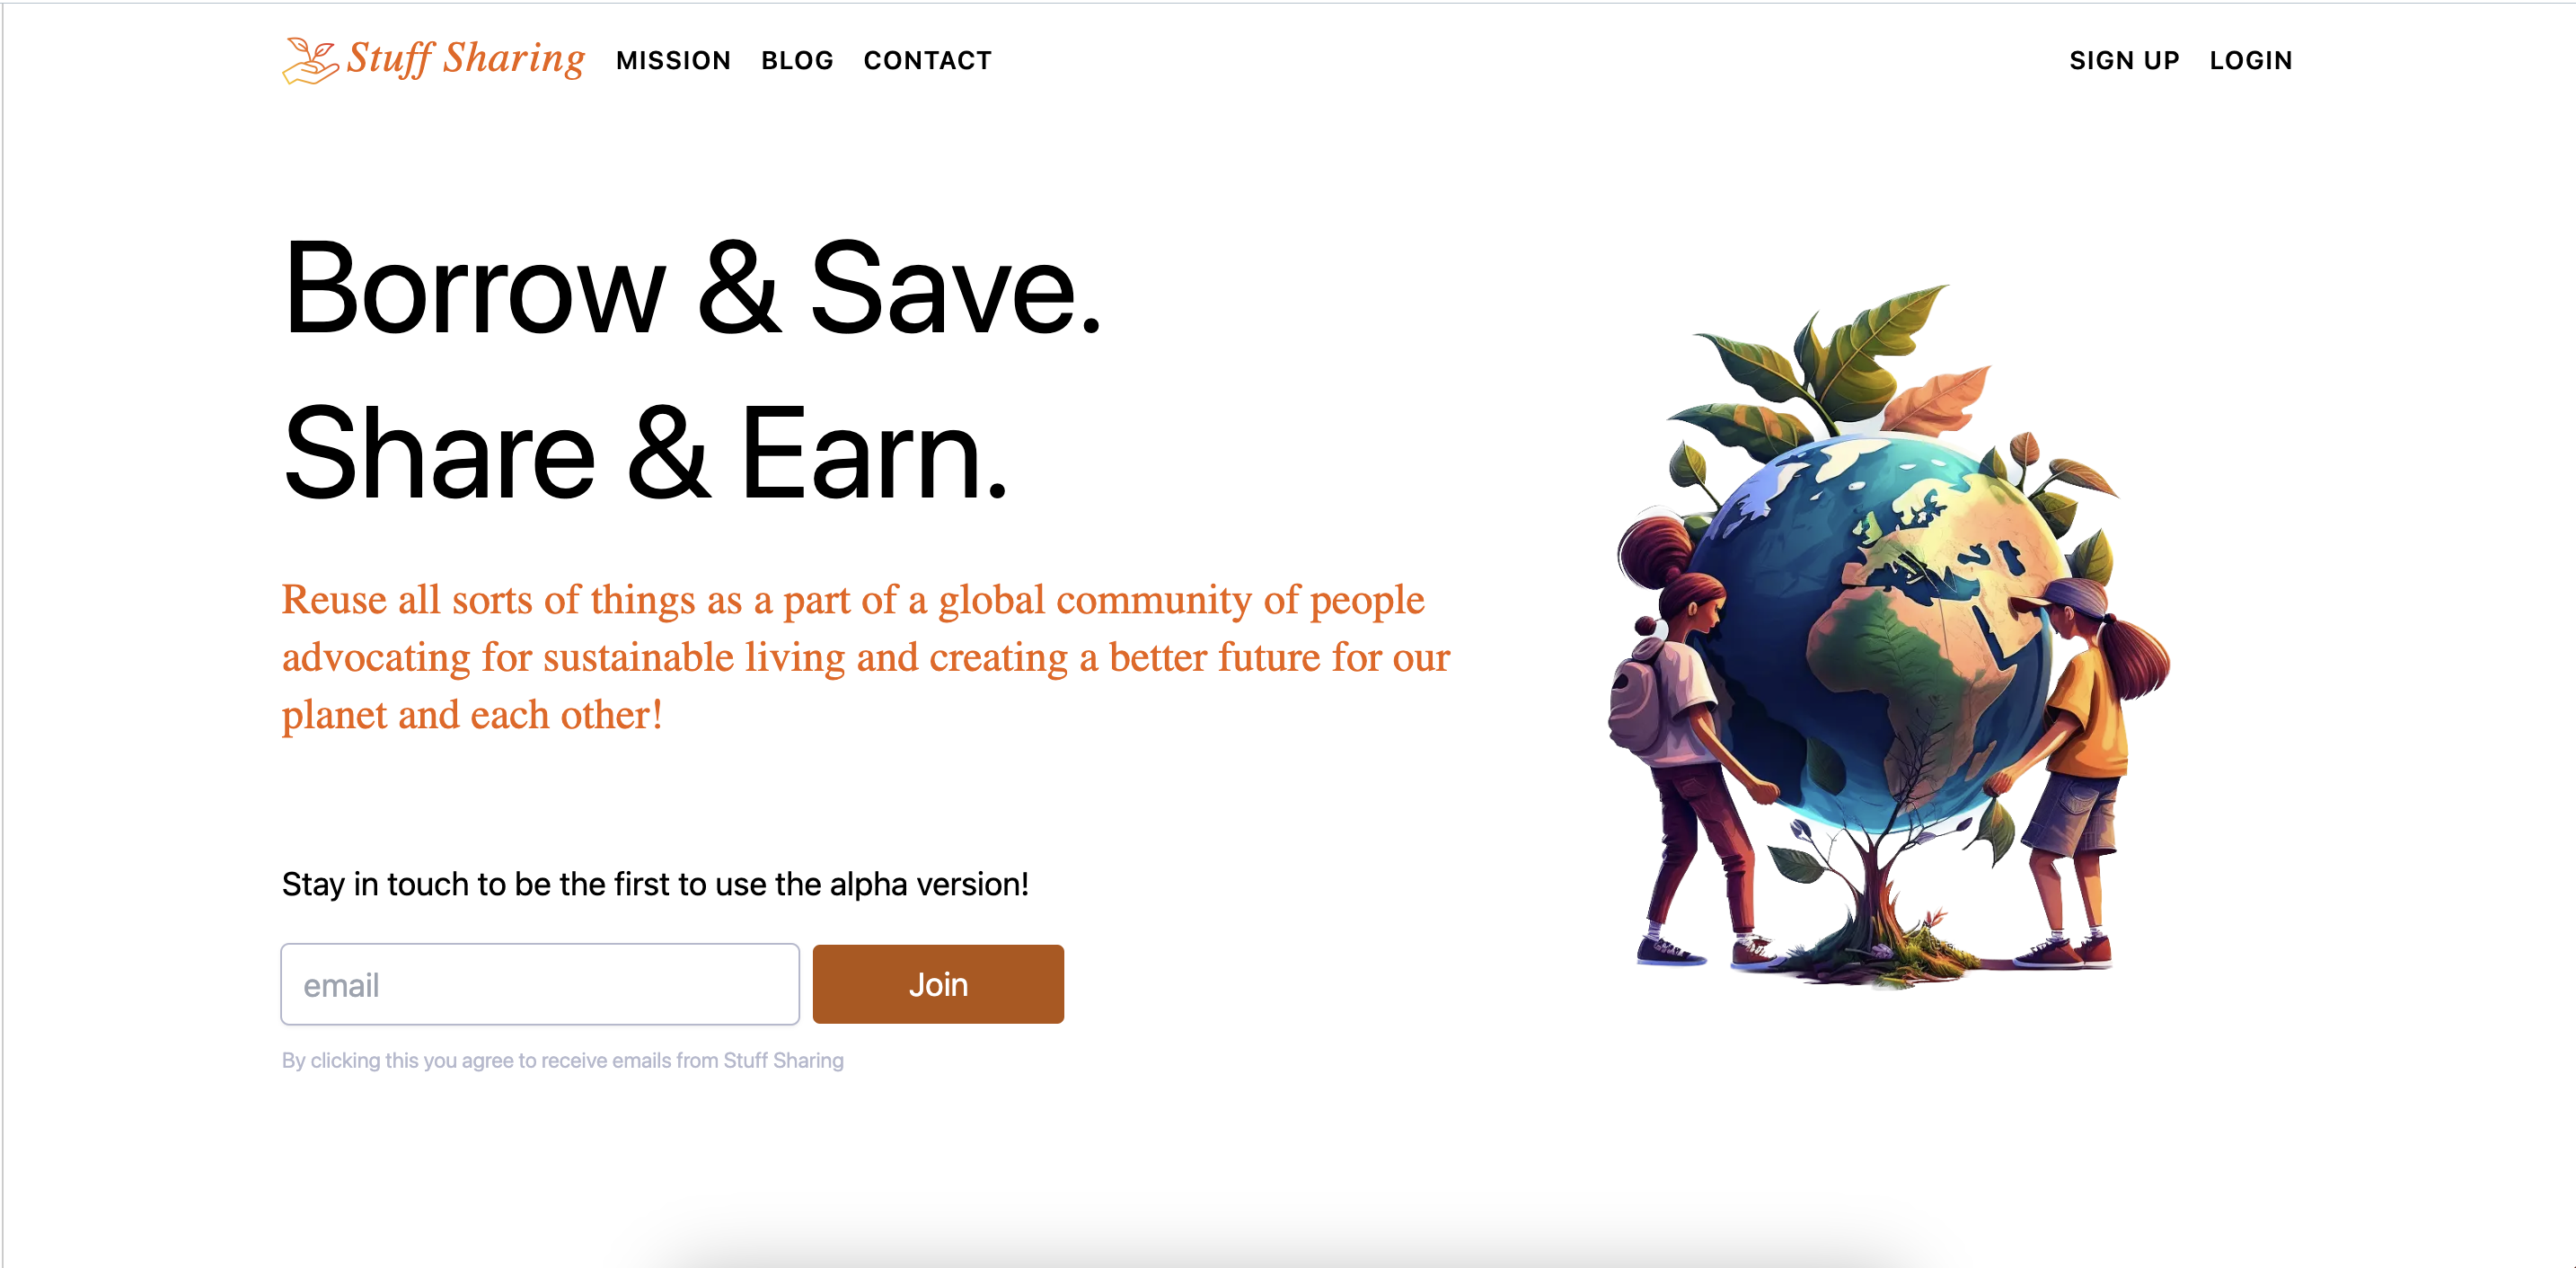 Stuff Sharing MISSION BLOG CONTACT SIGN UP LOGIN
Borrow & Save.
Share & Earn.
Reuse all sorts of things as a part of a global community of people
advocating for sustainable living and creating a better future for our
planet and each other!
Stay in touch to be the first to use the alpha version!
email Join
By clicking this you agree to receive emails from Stuff Sharing